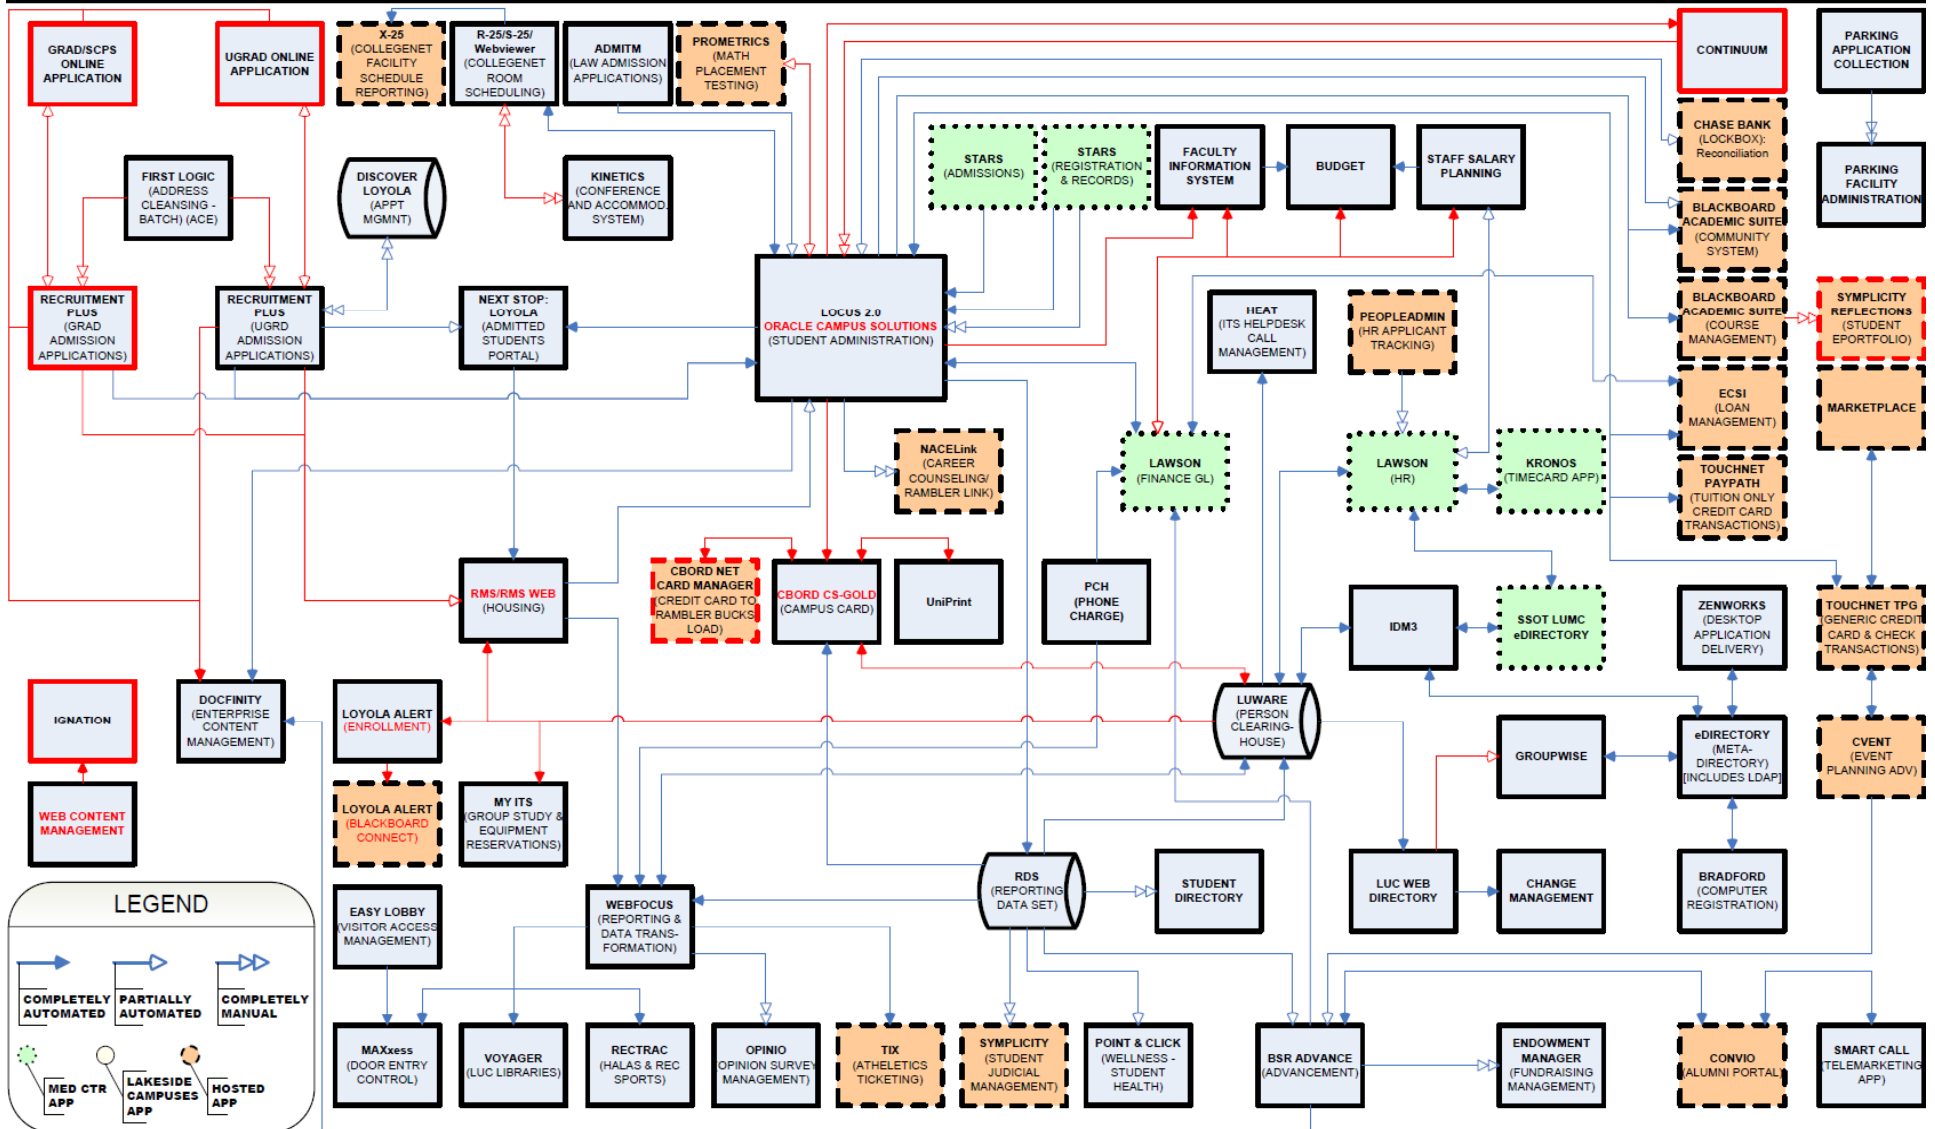 GRAD/SCPS
ONLINE
APPLICATION
UGRAD ONLINE
APPLICATION
X-25
(COLLEGENET
FACILITY
SCHEDULE
REPORTING)
R-25/S-25/
Webviewer
(COLLEGENET
ROOM
SCHEDULING)
ADMITM
(LAW ADMISSION
APPLICATIONS)
PROMETRICS
(MATH
PLACEMENT
TESTING)
CONTINUUM
PARKING
APPLICATION
COLLECTION
CHASE BANK
(LOCKBOX):
Reconciliation
FIRST LOGIC
(ADDRESS
CLEANSING -
BATCH) (ACE)
DISCOVER
LOYOLA
(APPT
MGMNT)
KINETICS
(CONFERENCE
AND ACCOMMOD.
SYSTEM)
STARS
(ADMISSIONS)
STARS
(REGISTRATION
& RECORDS)
FACULTY
INFORMATION
SYSTEM
BUDGET
STAFF SALARY
PLANNING
PARKING
FACILITY
ADMINISTRATION
BLACKBOARD
ACADEMIC SUITE
(COMMUNITY
SYSTEM)
RECRUITMENT
PLUS
(GRAD
ADMISSION
APPLICATIONS)
RECRUITMENT
PLUS
(UGRD
ADMISSION
APPLICATIONS)
NEXT STOP:
LOYOLA
(ADMITTED
STUDENTS
PORTAL)
LOCUS 2.0
ORACLE CAMPUS SOLUTIONS
(STUDENT ADMINISTRATION)
HEAT
(ITS HELPDESK
CALL
MANAGEMENT)
PEOPLEADMIN
(HR APPLICANT
TRACKING)
BLACKBOARD
ACADEMIC SUITE
(COURSE
MANAGEMENT)
SYMPLICITY
REFLECTIONS
(STUDENT
EPORTFOLIO)
ECSI
(LOAN
MANAGEMENT)
MARKETPLACE
NACELink
(CAREER
COUNSELING/
RAMBLER LINK)
LAWSON
(FINANCE GL)
LAWSON
(HR)
KRONOS
(TIMECARD APP)
TOUCHNET
PAYPATH
(TUITION ONLY
CREDIT CARD
TRANSACTIONS)
RMS/RMS WEB
(HOUSING)
CBORD NET
CARD MANAGER
(CREDIT CARD TO
RAMBLER BUCKS
LOAD)
CBORD CS-GOLD
(CAMPUS CARD)
UniPrint
PCH
(PHONE
CHARGE)
IDM3
SSOT LUMC
eDIRECTORY
ZENWORKS
(DESKTOP
APPLICATION
DELIVERY)
TOUCHNET TPG
(GENERIC CREDIT
CARD & CHECK
TRANSACTIONS)
IGNATION
DOCFINITY
(ENTERPRISE
CONTENT
MANAGEMENT)
LOYOLA ALERT
(ENROLLMENT)
LUWARE
(PERSON
CLEARING-
HOUSE)
GROUPWISE
eDIRECTORY
(META-
DIRECTORY)
[INCLUDES LDAP]
CVENT
(EVENT
PLANNING ADV)
WEB CONTENT
MANAGEMENT
LOYOLA ALERT
(BLACKBOARD
CONNECT)
MY ITS
(GROUP STUDY &
EQUIPMENT
RESERVATIONS)
LEGEND
COMPLETELY
AUTOMATED
PARTIALLY
AUTOMATED
COMPLETELY
MANUAL
MED CTR
APP
LAKESIDE
CAMPUSES
APP
HOSTED
APP
EASY LOBBY
(VISITOR ACCESS
MANAGEMENT)
WEBFOCUS
(REPORTING &
DATA TRANS-
FORMATION)
RDS
(REPORTING
DATA SET)
STUDENT
DIRECTORY
LUC WEB
DIRECTORY
CHANGE
MANAGEMENT
BRADFORD
(COMPUTER
REGISTRATION)
MAXxess
(DOOR ENTRY
CONTROL)
VOYAGER
(LUC LIBRARIES)
RECTRAC
(HALAS & REC
SPORTS)
OPINIO
(OPINION SURVEY
MANAGEMENT)
TIX
(ATHELETICS
TICKETING)
SYMPLICITY
(STUDENT
JUDICIAL
MANAGEMENT)
POINT & CLICK
(WELLNESS -
STUDENT
HEALTH)
BSR ADVANCE
(ADVANCEMENT)
ENDOWMENT
MANAGER
(FUNDRAISING
MANAGEMENT)
CONVIO
(ALUMNI PORTAL)
SMART CALL
(TELEMARKETING
APP)